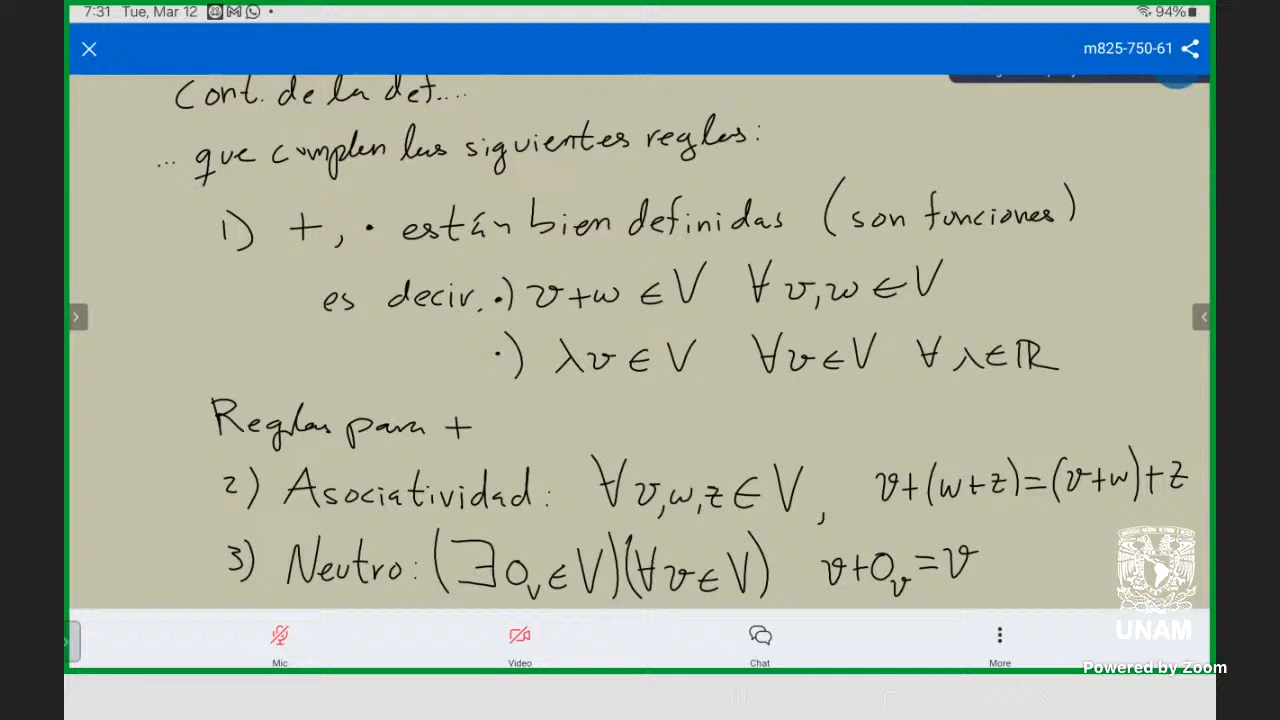 7:31 Tue, Mar 12
94%
m825-750-61
Cont. de la def....
... que cumplen las siguientes reglas:
1) +, · están bien definidas (son funciones)
es decir, ·) v+w ∈ V ∀ v,w ∈ V
·) λv ∈ V ∀v ∈ V ∀ λ ∈ ℝ
Reglas para +
2) Asociatividad: ∀ v,w,z ∈ V, v+(w+z)=(v+w)+z
3) Neutro: (∃ 0_V ∈ V)(∀ v ∈ V) v+0_v = v
UNAM
Mic Video Chat More
Powered by Zoom